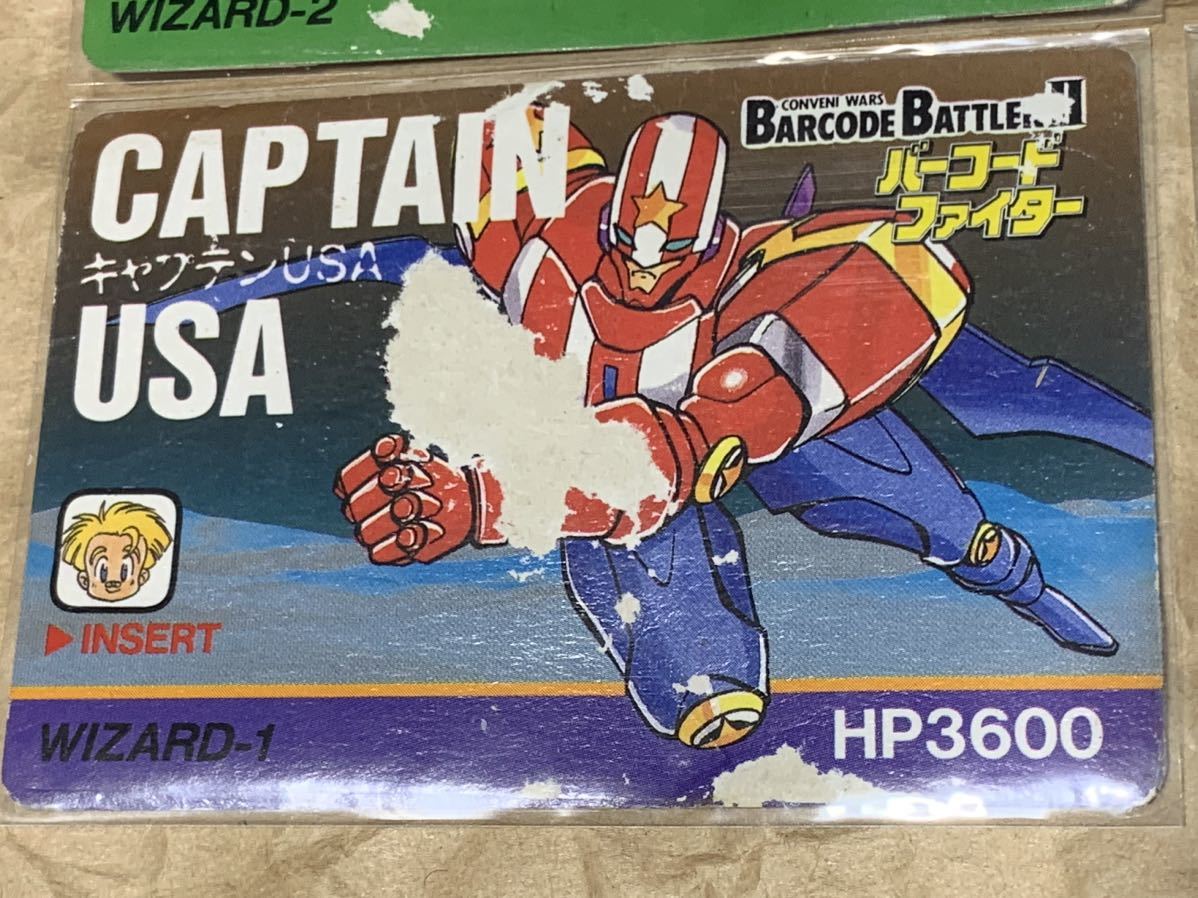 WIZARD-2
CAPTAIN
キャプテンUSA
USA
CONVENI WARS
BARCODE BATTLER II
バーコード
ファイター
INSERT
WIZARD-1
HP3600